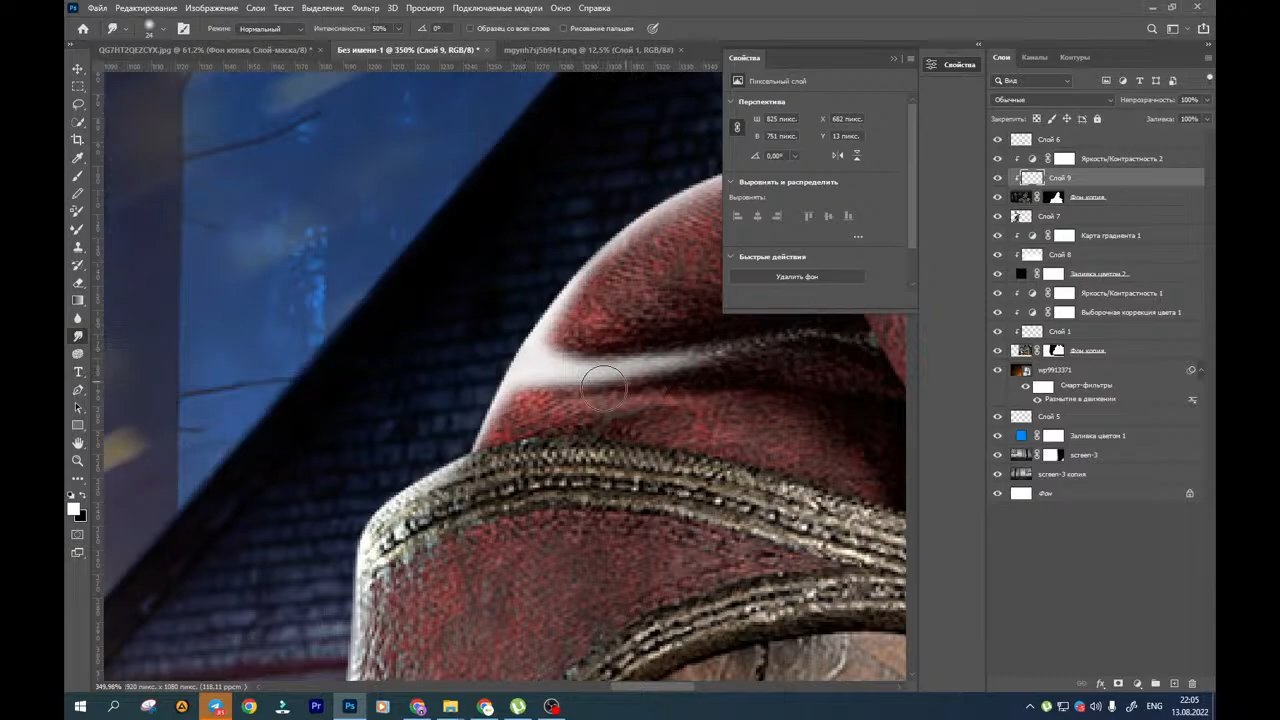 Файл Редактирование Изображение Слои Текст Выделение Фильтр 3D Просмотр Подключаемые модули Окно Справка
24 Режим: Нормальный Интенсивность: 50% 0° Образец со всех слоев Рисование пальцем
QG7HT2QEZCYX.jpg @ 61,2% (Фон копия, Слой-маска/8) * × Без имени-1 @ 350% (Слой 9, RGB/8) * × mgynh7sj5b941.png @ 12,5% (Слой 1, RGB/8#) ×
Свойства
Пиксельный слой
Перспектива
Ш 825 пикс. X 682 пикс.
В 751 пикс. Y 13 пикс.
0,00°
Выровнять и распределить
Выровнять:
Быстрые действия
Удалить фон
Свойства
Слои Каналы Контуры
Вид
Обычные Непрозрачность: 100%
Закрепить: Заливка: 100%
Слой 6
Яркость/Контрастность 2
Слой 9
Фон копия
Слой 7
Карта градиента 1
Слой 8
Заливка цветом 2
Яркость/Контрастность 1
Выборочная коррекция цвета 1
Слой 1
Фон копия
wp9913371
Смарт-фильтры
Размытие в движении
Слой 5
Заливка цветом 1
screen-3
screen-3 копия
Фон
349,98% 1920 пикс. x 1080 пикс. (118.11 ppcm)
ENG
22:05
13.08.2022